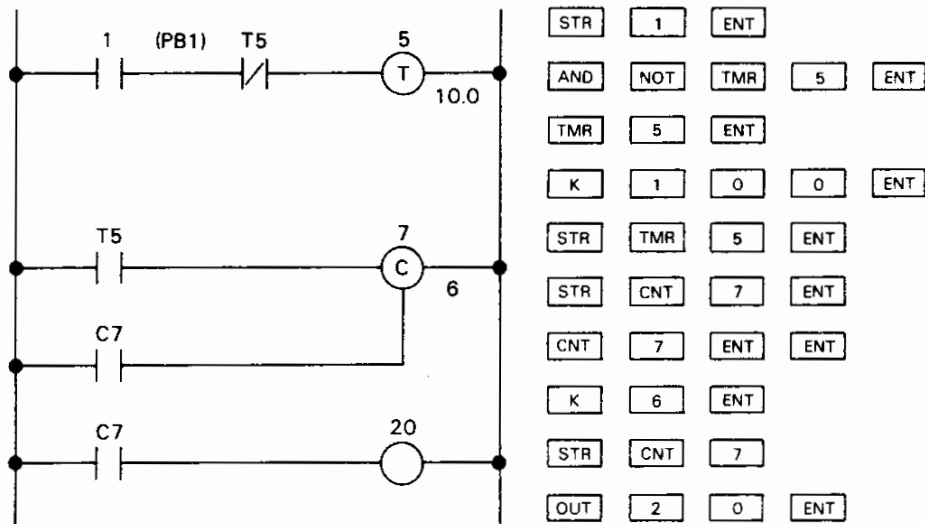 1 (PB1) T5 5
T
10.0
T5 7
C
6
C7
C7 20
STR 1 ENT
AND NOT TMR 5 ENT
TMR 5 ENT
K 1 0 0 ENT
STR TMR 5 ENT
STR CNT 7 ENT
CNT 7 ENT ENT
K 6 ENT
STR CNT 7
OUT 2 0 ENT